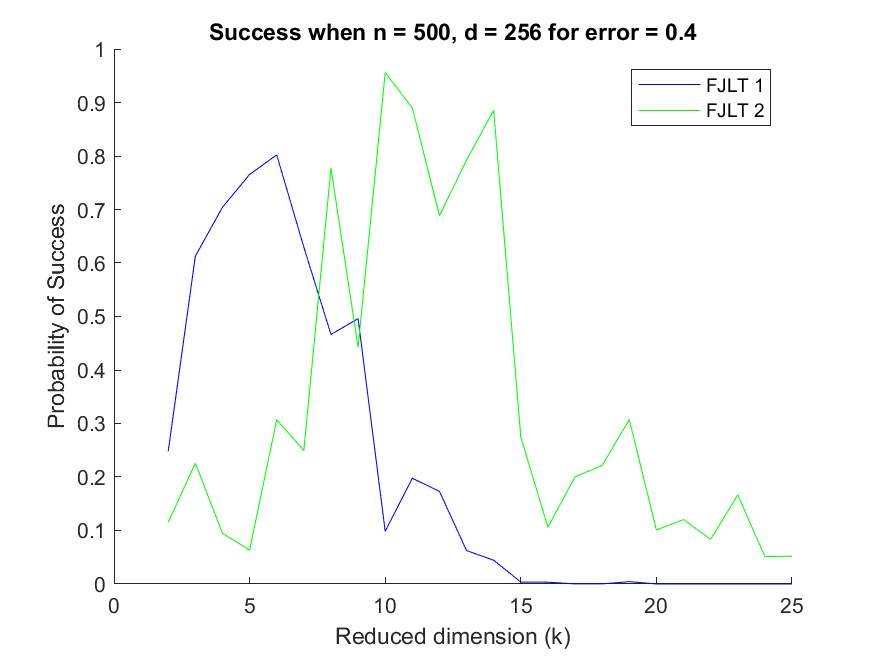 Success when n = 500, d = 256 for error = 0.4
FJLT 1
FJLT 2
Probability of Success
1
0.9
0.8
0.7
0.6
0.5
0.4
0.3
0.2
0.1
0
0 5 10 15 20 25
Reduced dimension (k)